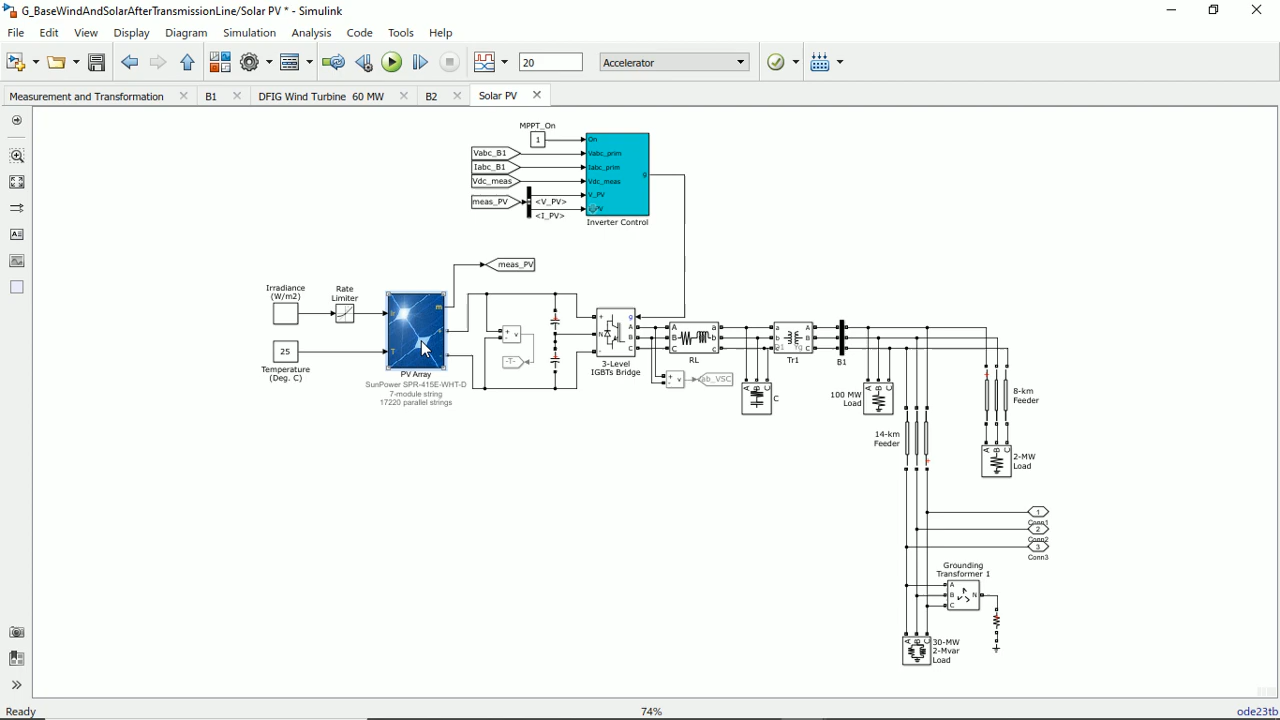 G_BaseWindAndSolarAfterTransmissionLine/Solar PV * - Simulink
File Edit View Display Diagram Simulation Analysis Code Tools Help
20
Accelerator
Measurement and Transformation
B1
DFIG Wind Turbine 60 MW
B2
Solar PV
MPPT_On
1
On
Vabc_B1
Vabc_prim
Iabc_B1
Iabc_prim
Vdc_meas
Vdc_meas
g
meas_PV
<V_PV>
V_PV
<I_PV>
Inverter Control
meas_PV
Irradiance
(W/m2)
Rate
Limiter
Ir
m
+
-
25
T
Temperature
(Deg. C)
PV Array
SunPower SPR-415E-WHT-D
7-module string
17220 parallel strings
+
-
v
-T-
g
+
N
-
A
B
C
3-Level
IGBTs Bridge
A
B
C
a
b
c
RL
+
-
v
ab_VSC
a
b
c
A
B
C
Tr1
A B C
C
B1
100 MW
Load
A B C
14-km
Feeder
8-km
Feeder
A B C
2-MW
Load
1
Conn1
2
Conn2
3
Conn3
Grounding
Transformer 1
A
B
C
N
A B C
30-MW
2-Mvar
Load
Ready
74%
ode23tb